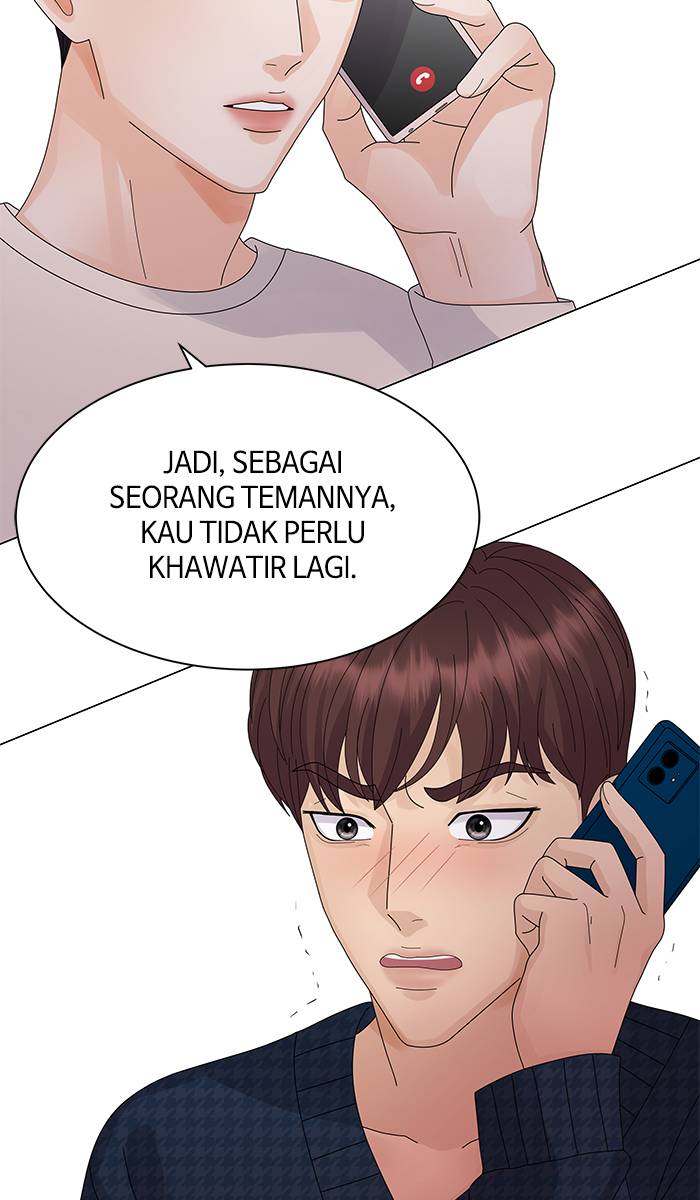 JADI, SEBAGAI
SEORANG TEMANNYA,
KAU TIDAK PERLU
KHAWATIR LAGI.